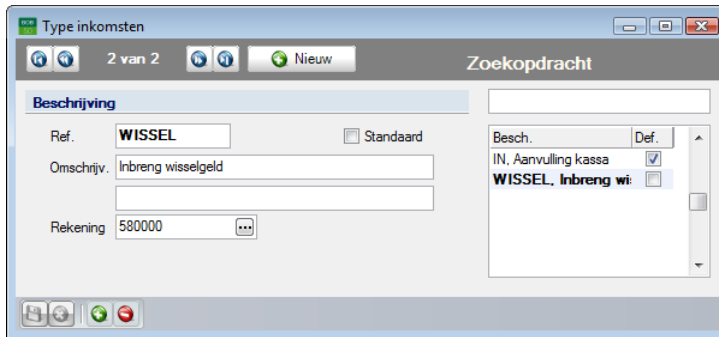 Type inkomsten
2 van 2
Nieuw
Zoekopdracht
Beschrijving
Ref.
WISSEL
Standaard
Omschrijv.
Inbreng wisselgeld
Rekening
580000
...
Besch.
Def.
IN, Aanvulling kassa
WISSEL, Inbreng wi